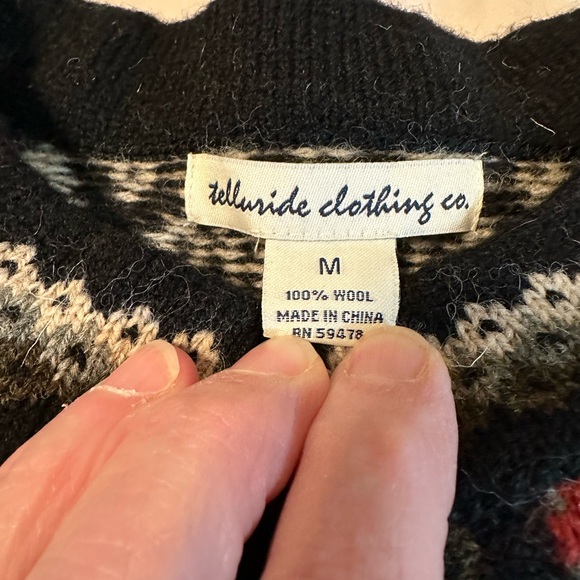 telluride clothing co.
M
100% WOOL
MADE IN CHINA
RN 59478